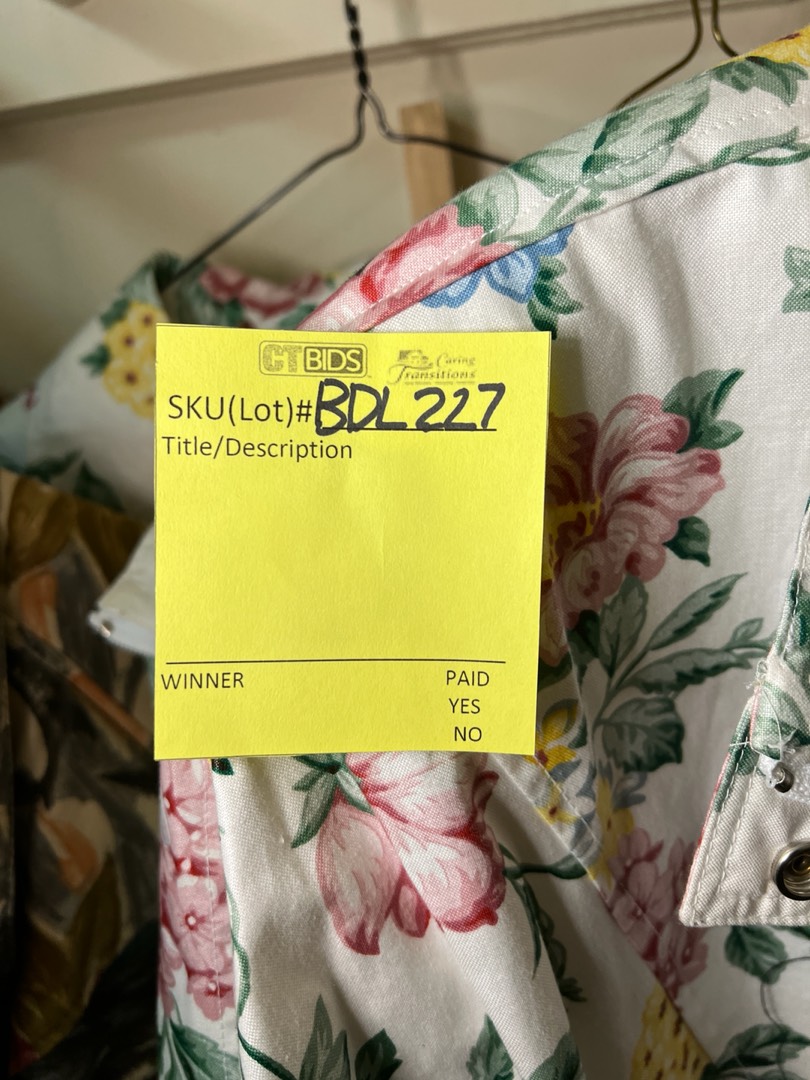 CTBIDS Caring Transitions
SKU(Lot)#BDL227
Title/Description
WINNER PAID
YES
NO